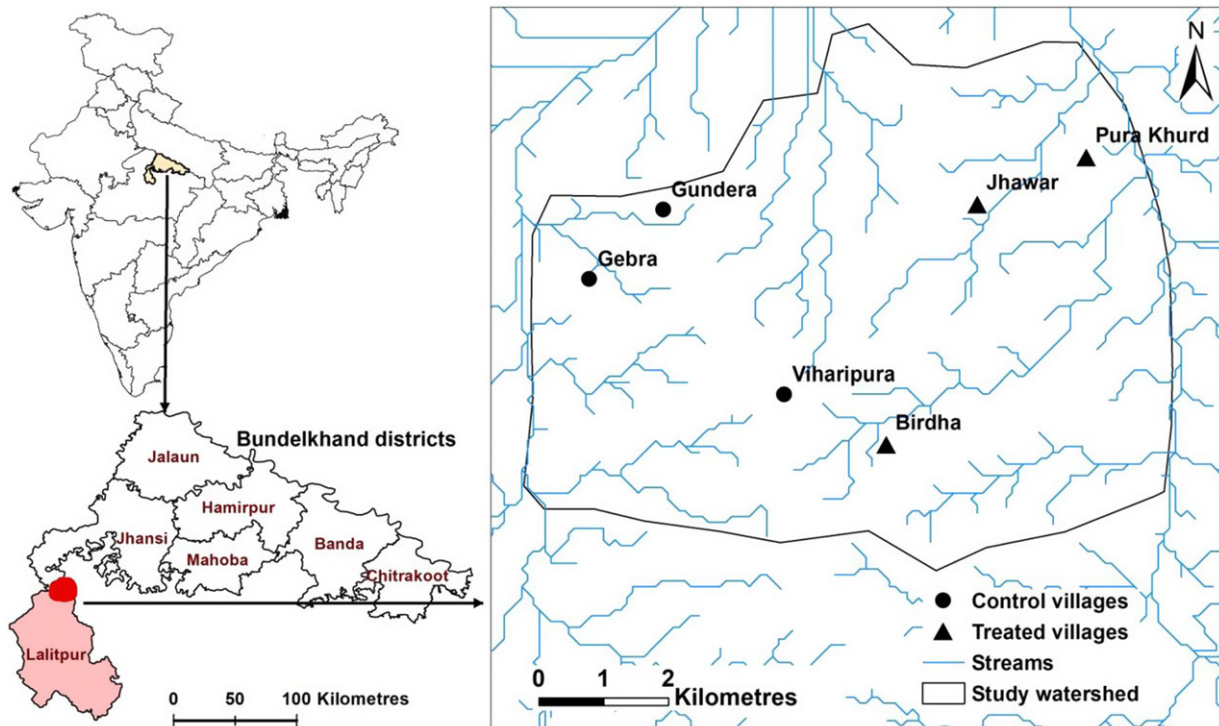 Bundelkhand districts
Jalaun
Hamirpur
Jhansi
Mahoba
Banda
Chitrakoot
Lalitpur
0 50 100 Kilometres
N
Pura Khurd
Jhawar
Gundera
Gebra
Viharipura
Birdha
Control villages
Treated villages
Streams
Study watershed
0 1 2
Kilometres